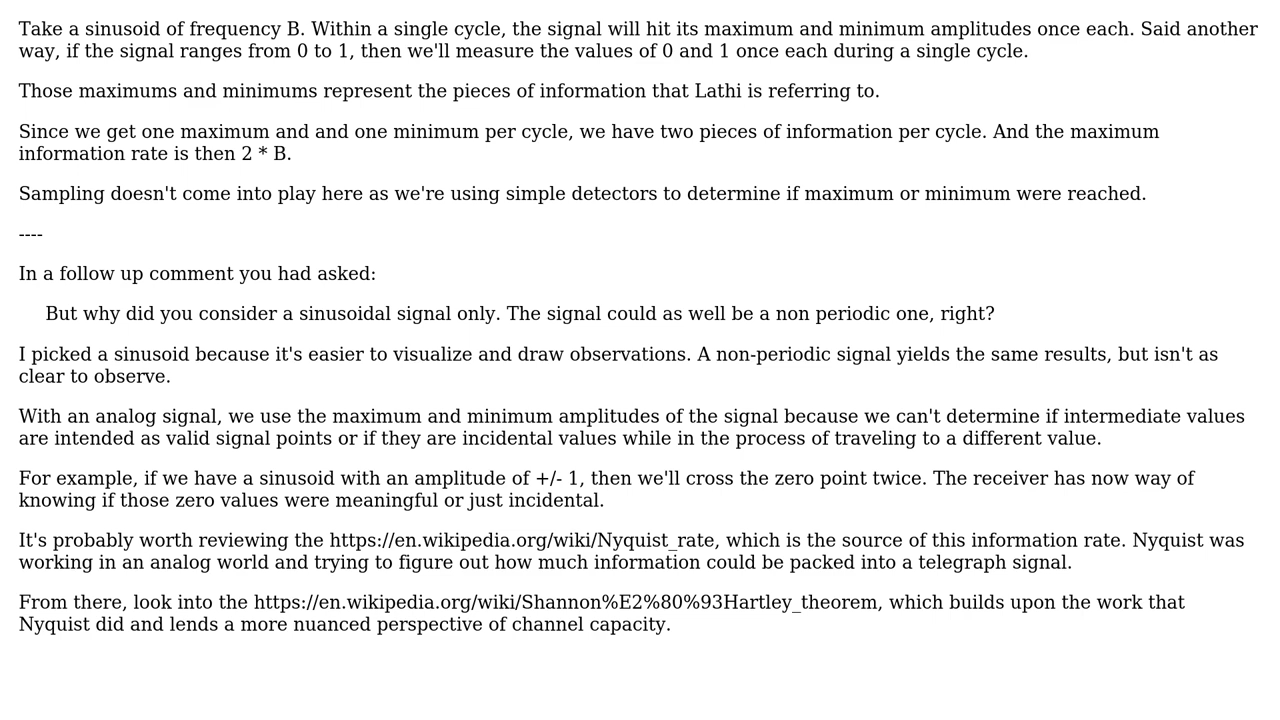 Take a sinusoid of frequency B. Within a single cycle, the signal will hit its maximum and minimum amplitudes once each. Said another
way, if the signal ranges from 0 to 1, then we'll measure the values of 0 and 1 once each during a single cycle.
Those maximums and minimums represent the pieces of information that Lathi is referring to.
Since we get one maximum and and one minimum per cycle, we have two pieces of information per cycle. And the maximum
information rate is then 2 * B.
Sampling doesn't come into play here as we're using simple detectors to determine if maximum or minimum were reached.
----
In a follow up comment you had asked:
But why did you consider a sinusoidal signal only. The signal could as well be a non periodic one, right?
I picked a sinusoid because it's easier to visualize and draw observations. A non-periodic signal yields the same results, but isn't as
clear to observe.
With an analog signal, we use the maximum and minimum amplitudes of the signal because we can't determine if intermediate values
are intended as valid signal points or if they are incidental values while in the process of traveling to a different value.
For example, if we have a sinusoid with an amplitude of +/- 1, then we'll cross the zero point twice. The receiver has now way of
knowing if those zero values were meaningful or just incidental.
It's probably worth reviewing the https://en.wikipedia.org/wiki/Nyquist_rate, which is the source of this information rate. Nyquist was
working in an analog world and trying to figure out how much information could be packed into a telegraph signal.
From there, look into the https://en.wikipedia.org/wiki/Shannon%E2%80%93Hartley_theorem, which builds upon the work that
Nyquist did and lends a more nuanced perspective of channel capacity.